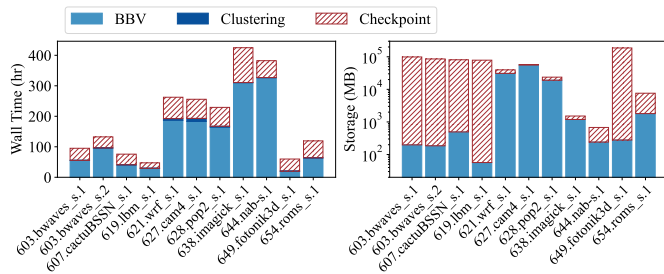 BBV Clustering Checkpoint
Wall Time (hr)
400
300
200
100
0
603.bwaves_s.1
603.bwaves_s.2
607.cactuBSSN_s.1
619.lbm_s.1
621.wrf_s.1
627.cam4_s.1
628.pop2_s.1
638.imagick_s.1
644.nab-s.1
649.fotonik3d_s.1
654.roms_s.1
Storage (MB)
10^5
10^4
10^3
10^2
603.bwaves_s.1
603.bwaves_s.2
607.cactuBSSN_s.1
619.lbm_s.1
621.wrf_s.1
627.cam4_s.1
628.pop2_s.1
638.imagick_s.1
644.nab-s.1
649.fotonik3d_s.1
654.roms_s.1